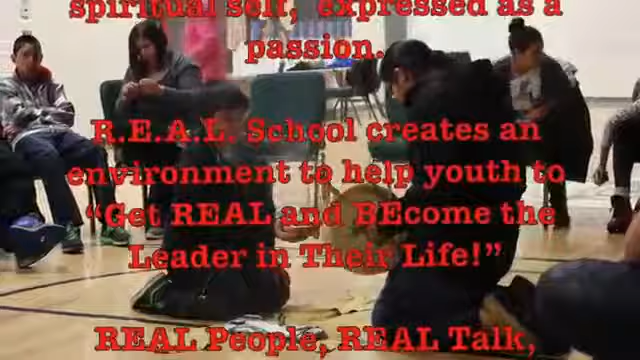 spiritual self, expressed as a
passion.
R.E.A.L. School creates an
environment to help youth to
“Get REAL and BEcome the
Leader in Their Life!”
REAL People, REAL Talk,